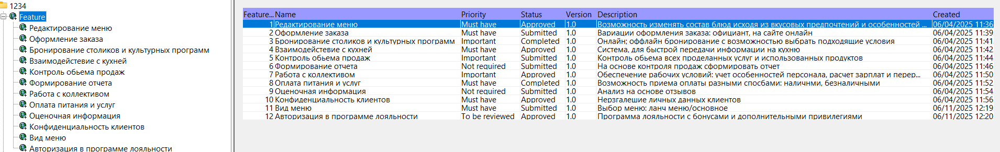 1234
Feature
Редактирование меню
Оформление заказа
Бронирование столиков и культурных программ
Взаимодействие с кухней
Контроль обьема продаж
Формирование отчета
Работа с коллективом
Оплата питания и услуг
Оценочная информация
Конфиденциальность клиентов
Вид меню
Авторизация в программе лояльности
Feature... Name Priority Status Version Description Created
1 Редактирование меню Must have Approved 1.0 Возможность изменять состав блюд исходя из вкусовых предпочтений и особенностей ... 06/04/2025 11:36
2 Оформление заказа Must have Submitted 1.0 Вариации оформления заказа: официант, на сайте онлайн 06/04/2025 11:39
3 Бронирование столиков и культурных программ Important Completed 1.0 Онлайн; оффлайн бронирование с возможностью выбрать подходящие условия 06/04/2025 11:41
4 Взаимодейстевие с кухней Must have Approved 1.0 Система, для быстрой передачи информации на кухню 06/04/2025 11:42
5 Контроль обьема продаж Important Submitted 1.0 Контроль обьема всех проделанных услуг и использованных продуктов 06/04/2025 11:44
6 Формирование отчета Not required Submitted 1.0 На основе контроля продаж сформировать отчет 06/04/2025 11:46
7 Работа с коллективом Important Approved 1.0 Обеспечение рабочих условий: учет особенностей персонала, расчет зарплат и перер... 06/04/2025 11:50
8 Оплата питания и услуг Must have Completed 1.0 Возможность приема оплаты разными спосбами: наличнми, безналичными 06/04/2025 11:52
9 Оценочная информация Not required Submitted 1.0 Анализ на основе отзывов 06/04/2025 11:54
10 Конфиденциальность клиентов Must have Approved 1.0 Нерзгалешие личных данных клиентов 06/04/2025 11:56
11 Вид меню Must have Submitted 1.0 Выбор меню: ланч меню/основное 06/11/2025 12:19
12 Авторизация в программе лояльности To be reviewed Approved 1.0 Программа лояльности с бонусами и дополнительными привилегиями 06/11/2025 12:20